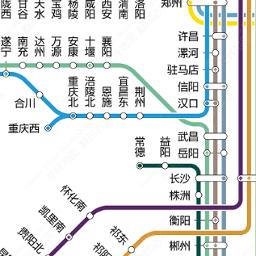 陇西
甘谷
天水
宝鸡
杨陵
咸阳
西安
渭南
洛阳
郑州
遂宁
南充
达州
万源
安康
十堰
襄阳
许昌
漯河
驻马店
信阳
汉口
合川
重庆北
涪陵北
恩施
宜昌东
荆州
重庆西
武昌
岳阳
常德
益阳
长沙
株洲
怀化南
凯里南
贵阳北
衡阳
祁东
郴州